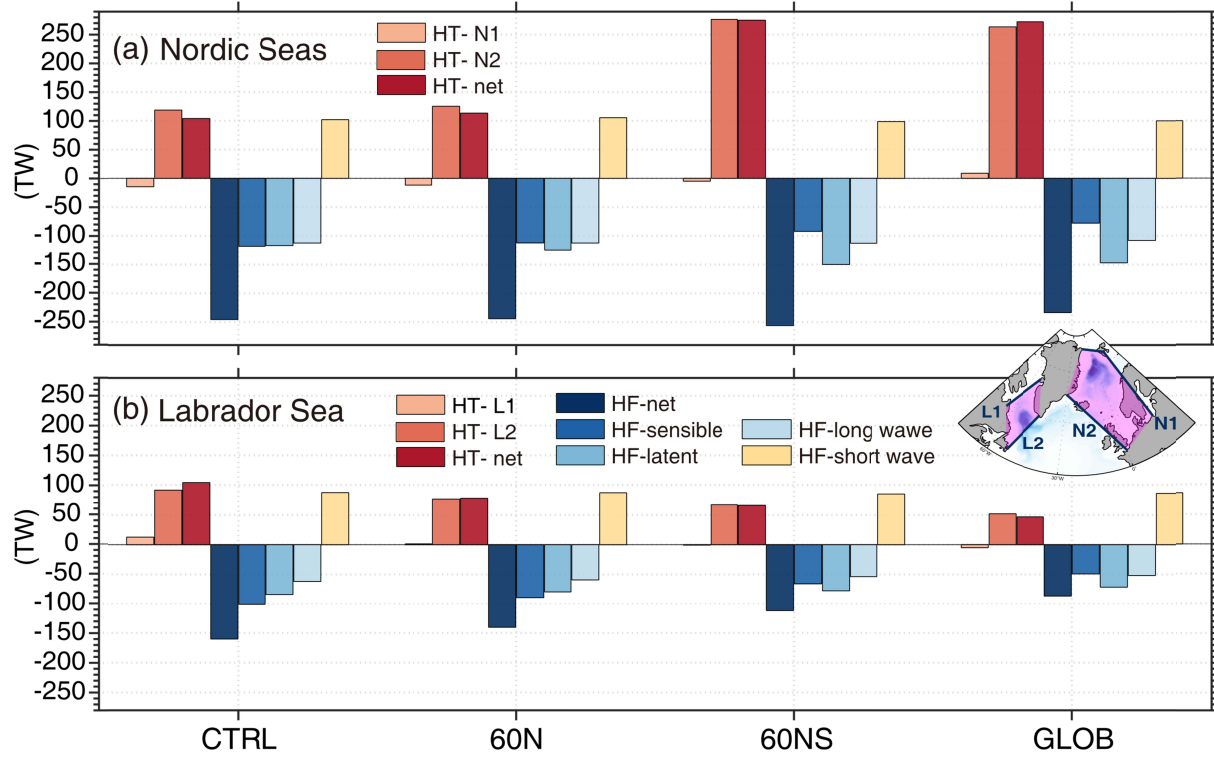 (a) Nordic Seas
HT- N1
HT- N2
HT- net
(TW)
250
200
150
100
50
0
-50
-100
-150
-200
-250
(b) Labrador Sea
HT- L1
HT- L2
HT- net
HF-net
HF-sensible
HF-latent
HF-long wawe
HF-short wave
L1
L2
N2
N1
30°W
(TW)
250
200
150
100
50
0
-50
-100
-150
-200
-250
CTRL 60N 60NS GLOB